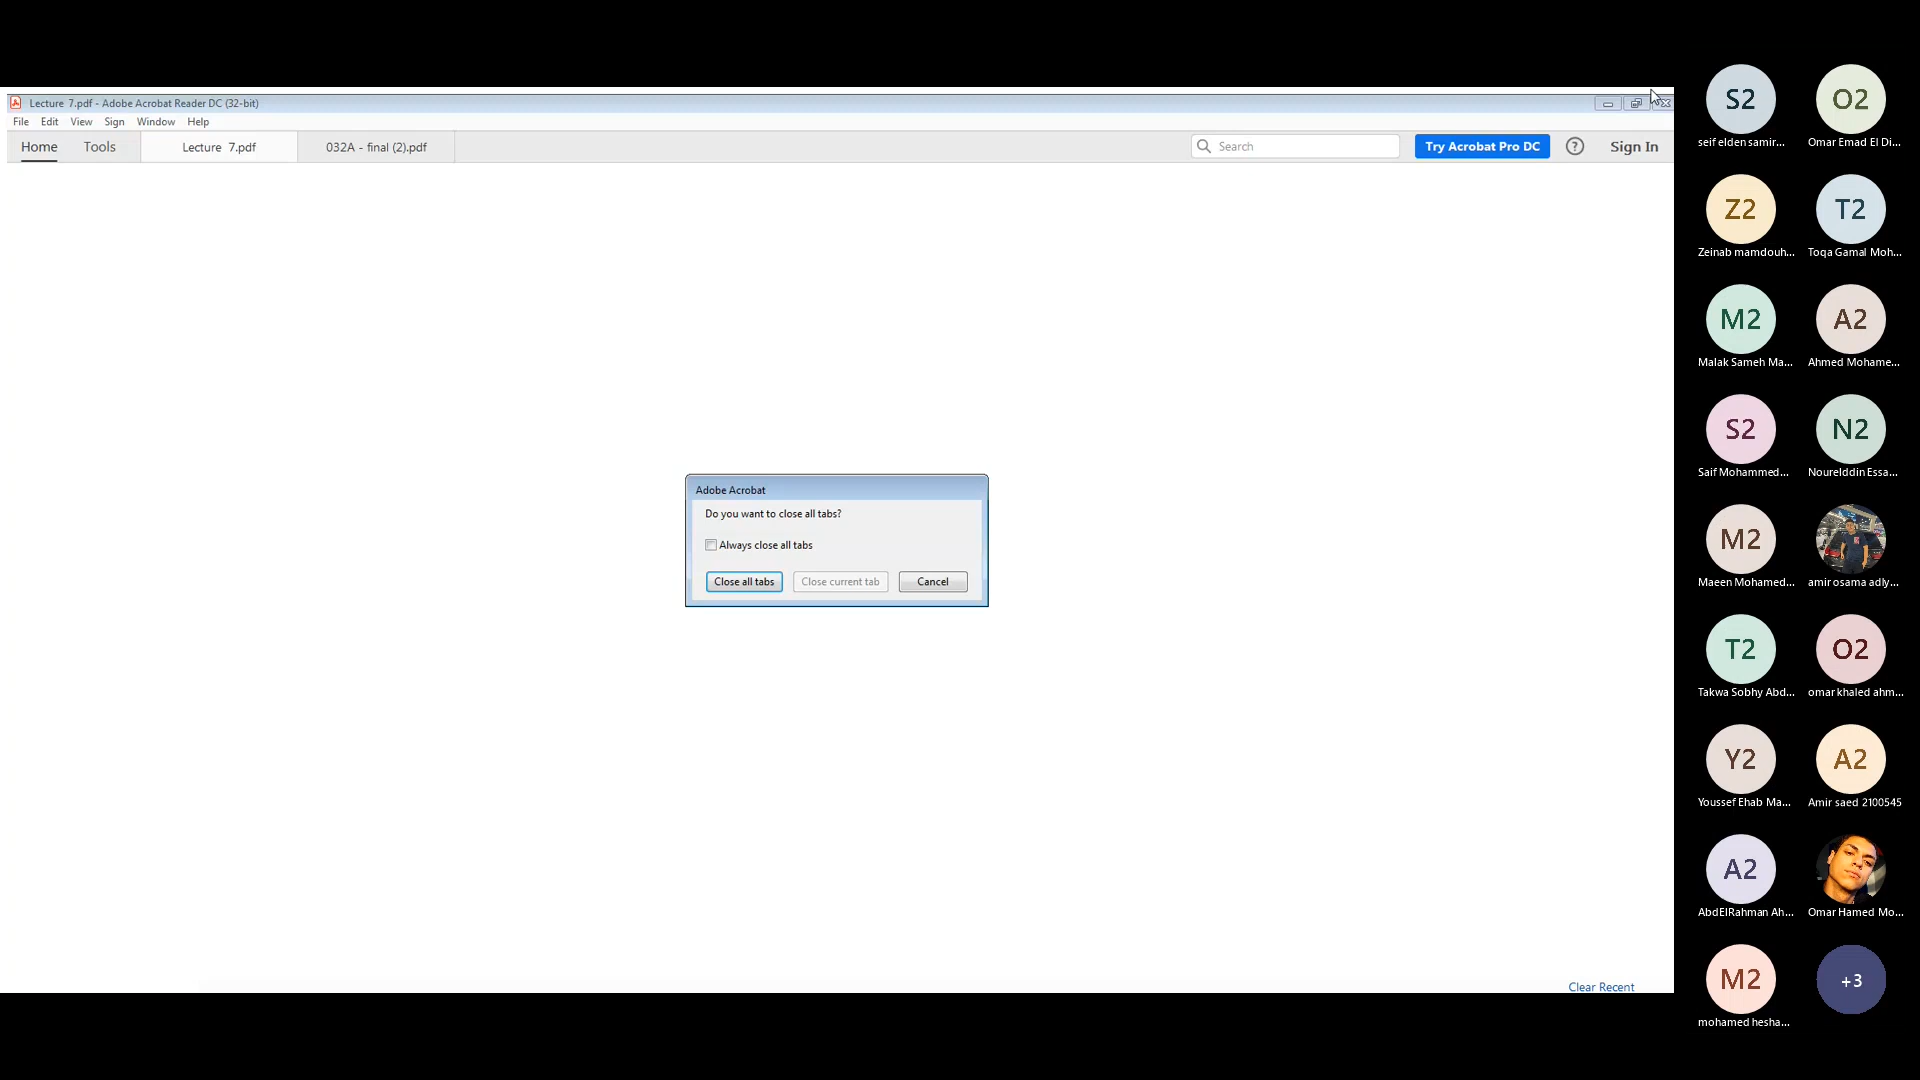 Lecture 7.pdf - Adobe Acrobat Reader DC (32-bit)
File Edit View Sign Window Help
Home Tools Lecture 7.pdf 032A - final (2).pdf Search Try Acrobat Pro DC ? Sign In
Adobe Acrobat
Do you want to close all tabs?
Always close all tabs
Close all tabs Close current tab Cancel
Clear Recent
S2 O2
seif elden samir... Omar Emad El Di...
Z2 T2
Zeinab mamdouh... Toqa Gamal Moh...
M2 A2
Malak Sameh Ma... Ahmed Mohame...
S2 N2
Saif Mohammed... Nourelddin Essa...
M2
Maeen Mohamed... amir osama adly...
T2 O2
Takwa Sobhy Abd... omar khaled ahm...
Y2 A2
Youssef Ehab Ma... Amir saed 2100545
A2
AbdElRahman Ah... Omar Hamed Mo...
M2 +3
mohamed hesha...